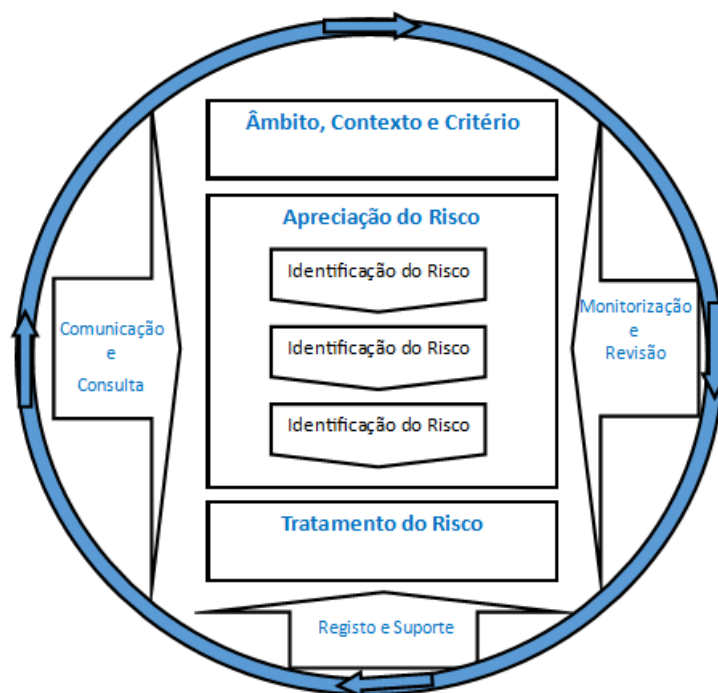 Âmbito, Contexto e Critério
Apreciação do Risco
Identificação do Risco
Identificação do Risco
Identificação do Risco
Comunicação
e
Consulta
Monitorização
e
Revisão
Tratamento do Risco
Registo e Suporte